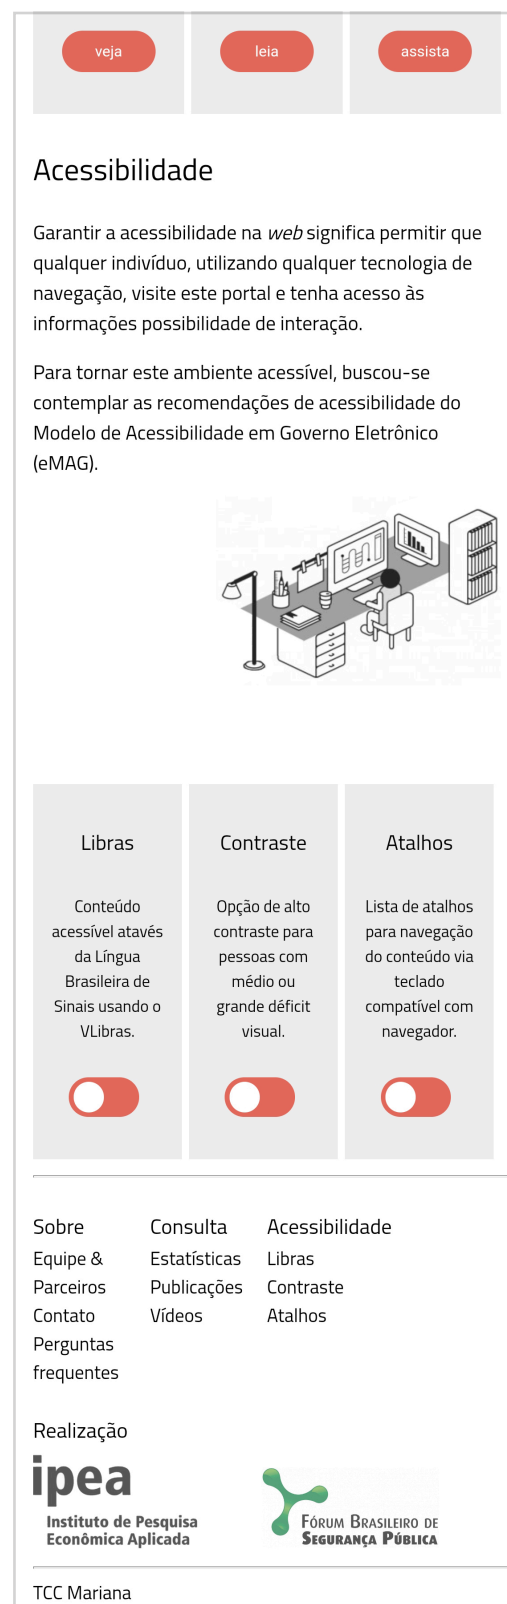 veja
leia
assista
Acessibilidade
Garantir a acessibilidade na web significa permitir que
qualquer indivíduo, utilizando qualquer tecnologia de
navegação, visite este portal e tenha acesso às
informações possibilidade de interação.
Para tornar este ambiente acessível, buscou-se
contemplar as recomendações de acessibilidade do
Modelo de Acessibilidade em Governo Eletrônico
(eMAG).
Libras
Conteúdo
acessível atavés
da Língua
Brasileira de
Sinais usando o
VLibras.
Contraste
Opção de alto
contraste para
pessoas com
médio ou
grande déficit
visual.
Atalhos
Lista de atalhos
para navegação
do conteúdo via
teclado
compatível com
navegador.
Sobre
Equipe &
Parceiros
Contato
Perguntas
frequentes
Consulta
Estatísticas
Publicações
Vídeos
Acessibilidade
Libras
Contraste
Atalhos
Realização
ipea
Instituto de Pesquisa
Econômica Aplicada
Fórum Brasileiro de
Segurança Pública
TCC Mariana